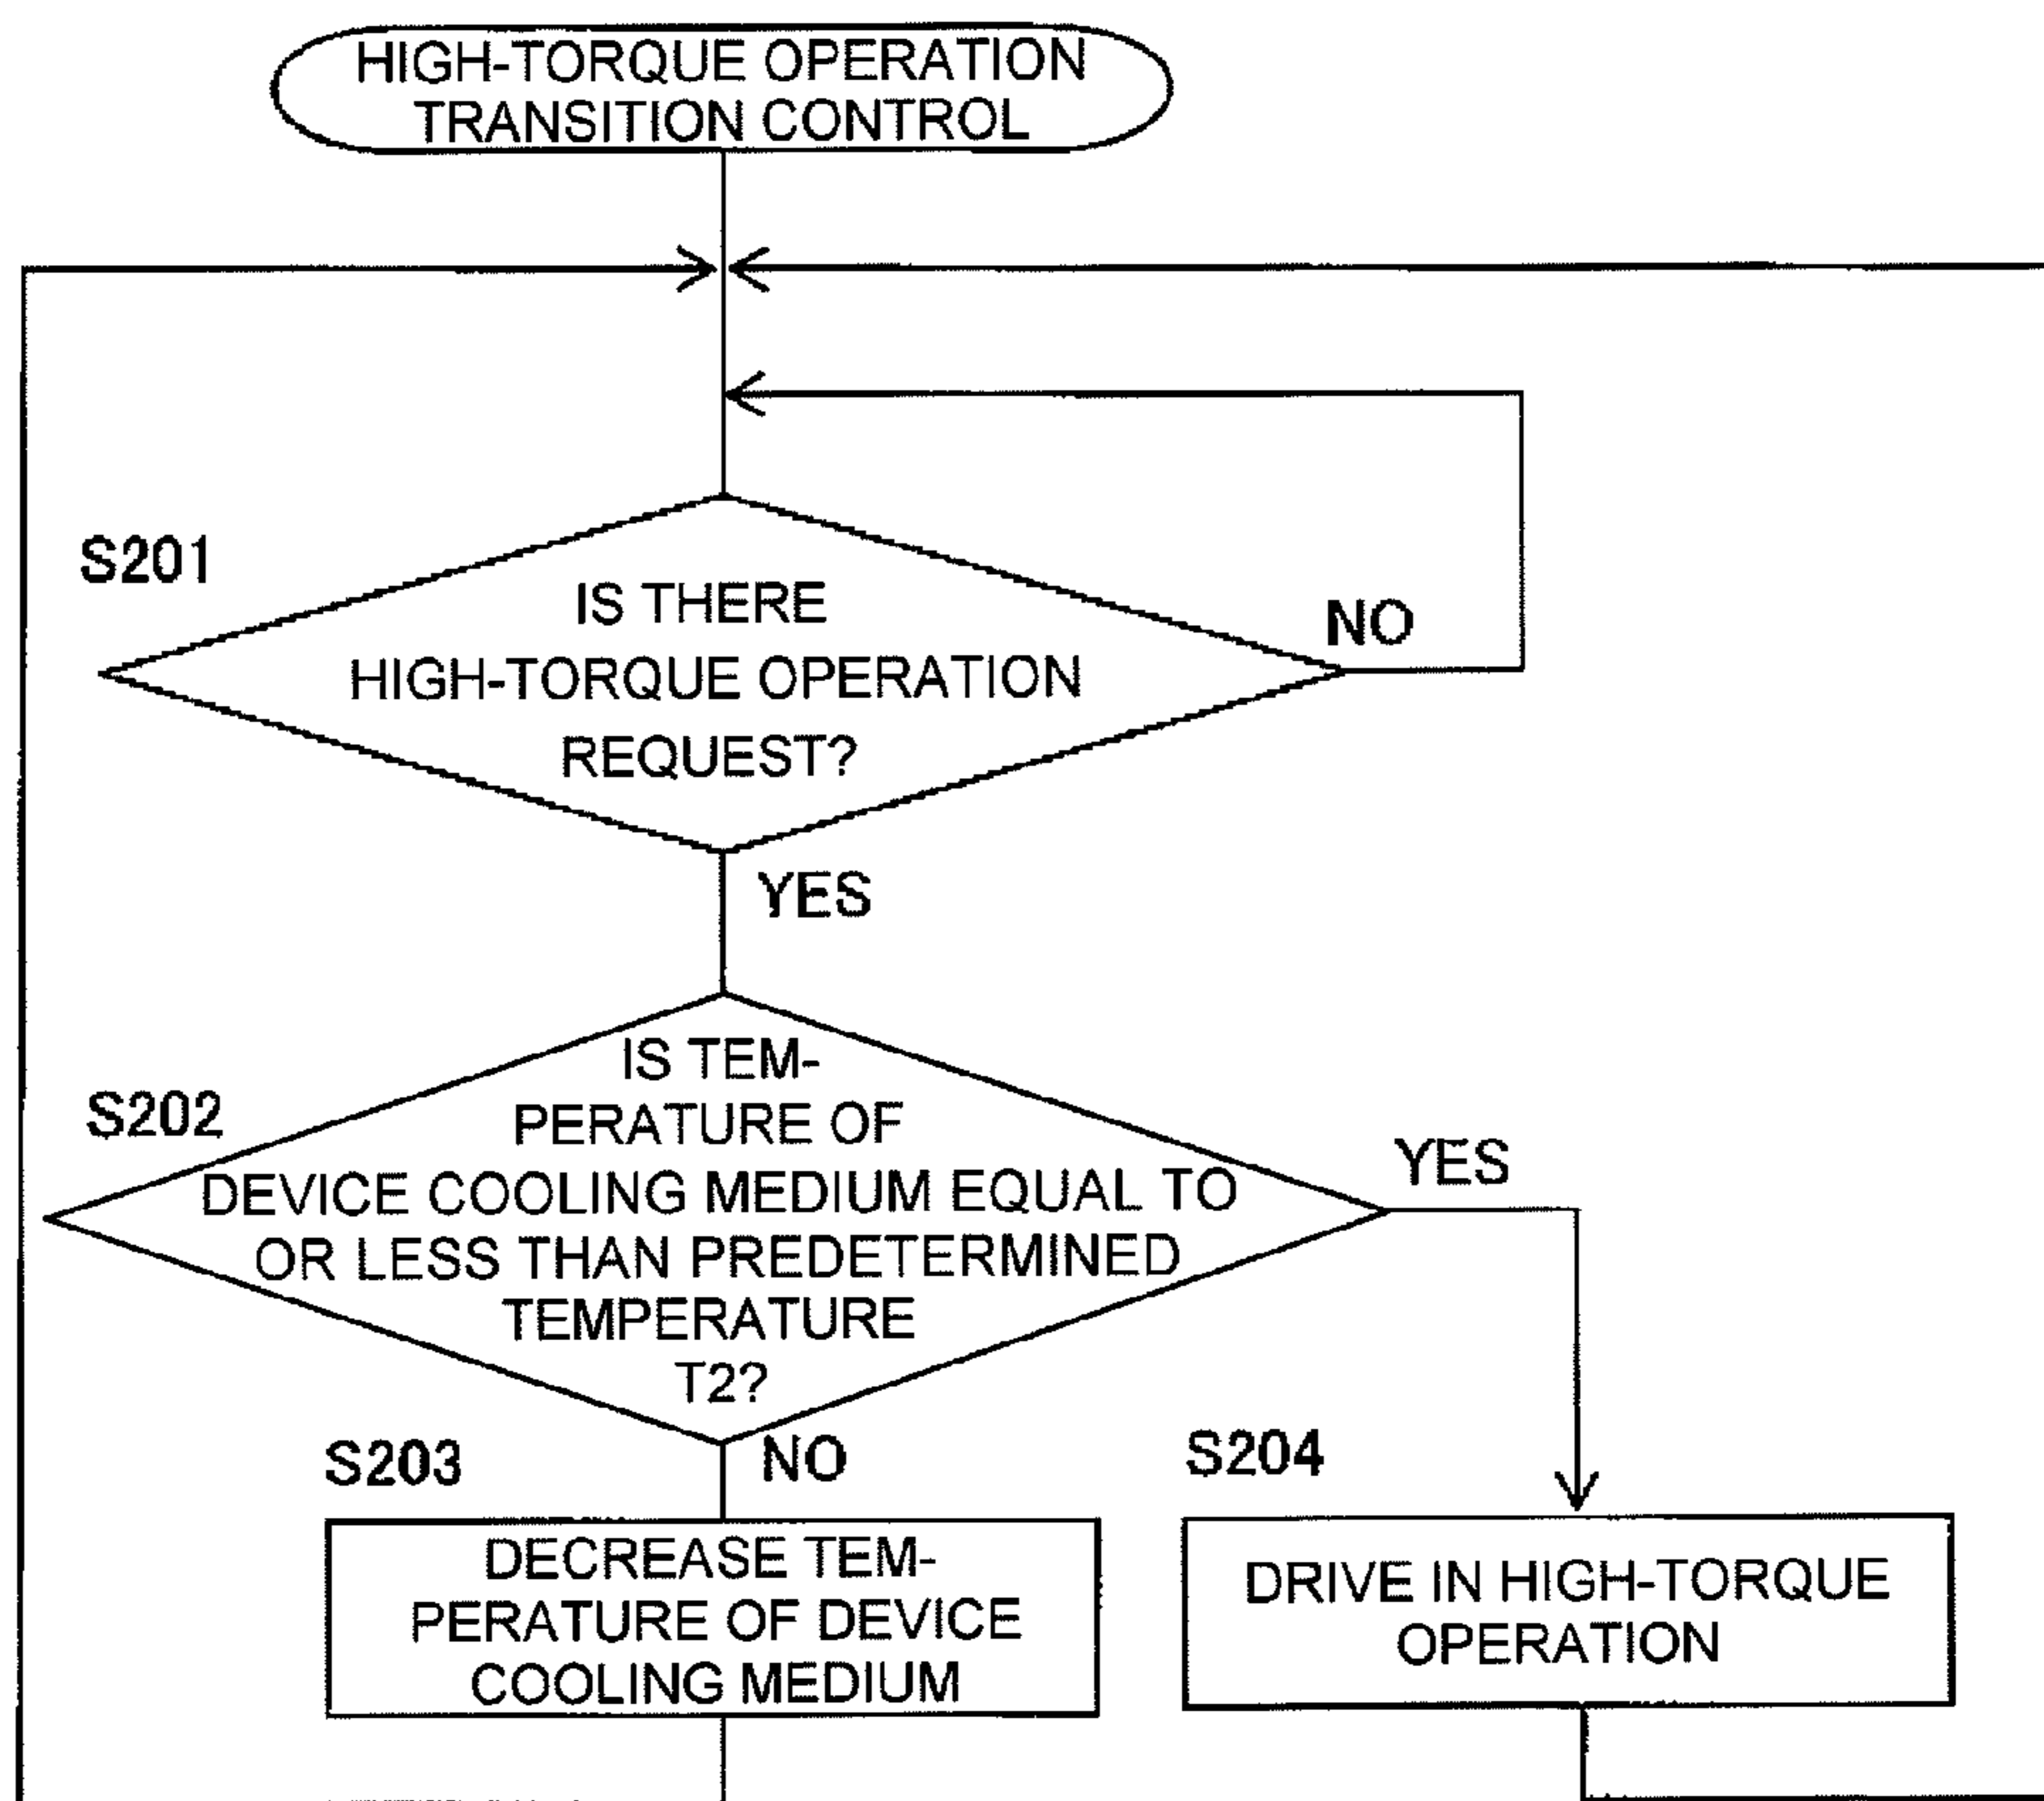 HIGH-TORQUE OPERATION
TRANSITION CONTROL
S201
IS THERE
HIGH-TORQUE OPERATION
REQUEST?
NO
YES
S202
IS TEM-
PERATURE OF
DEVICE COOLING MEDIUM EQUAL TO
OR LESS THAN PREDETERMINED
TEMPERATURE
T2?
YES
NO
S203
DECREASE TEM-
PERATURE OF DEVICE
COOLING MEDIUM
S204
DRIVE IN HIGH-TORQUE
OPERATION